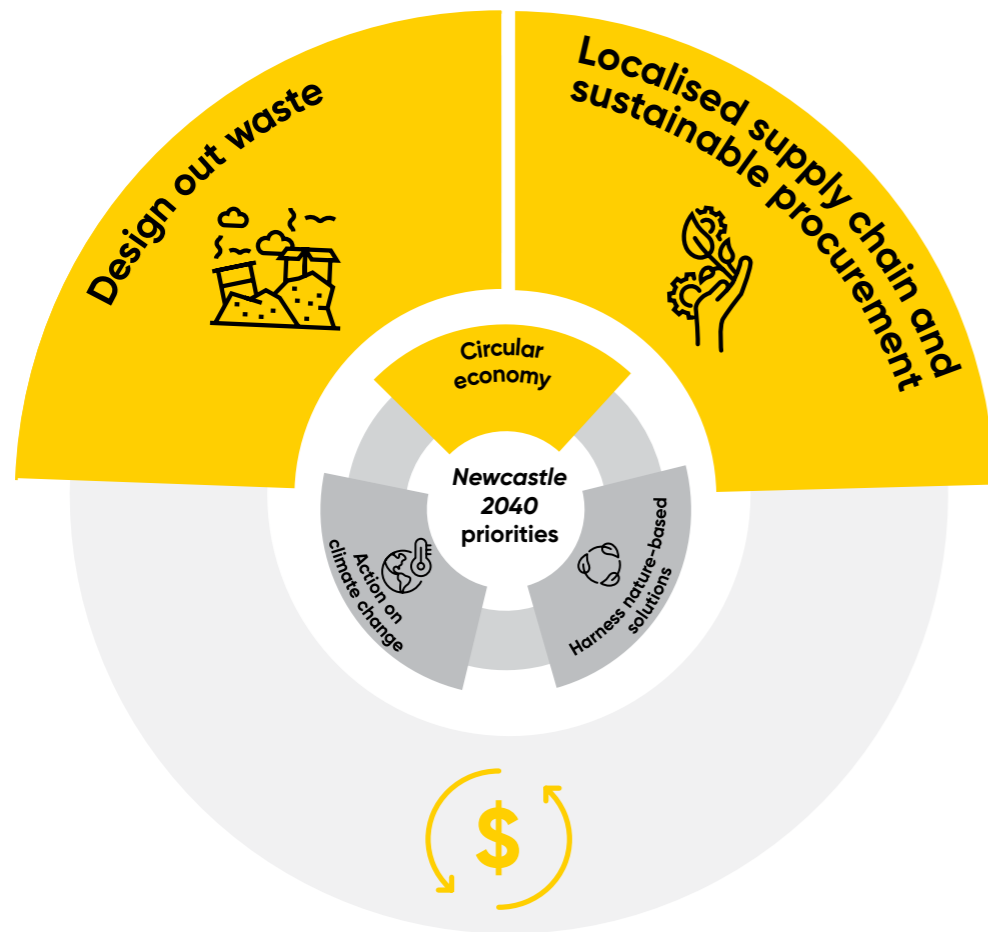 Design out waste
Localised supply chain and
sustainable procurement
Circular
economy
Newcastle
2040
priorities
Action on
climate change
Harness nature-based
solutions
$